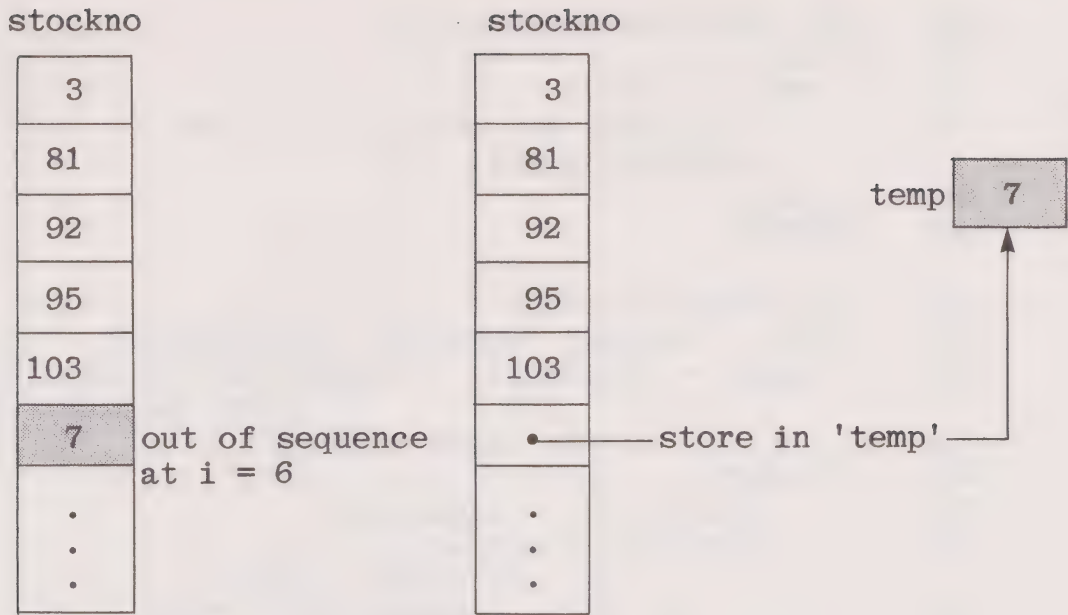 stockno
3
81
92
95
103
7 out of sequence
at i = 6
.
.
.
stockno
3
81
92
95
103
store in 'temp'
.
.
.
temp 7